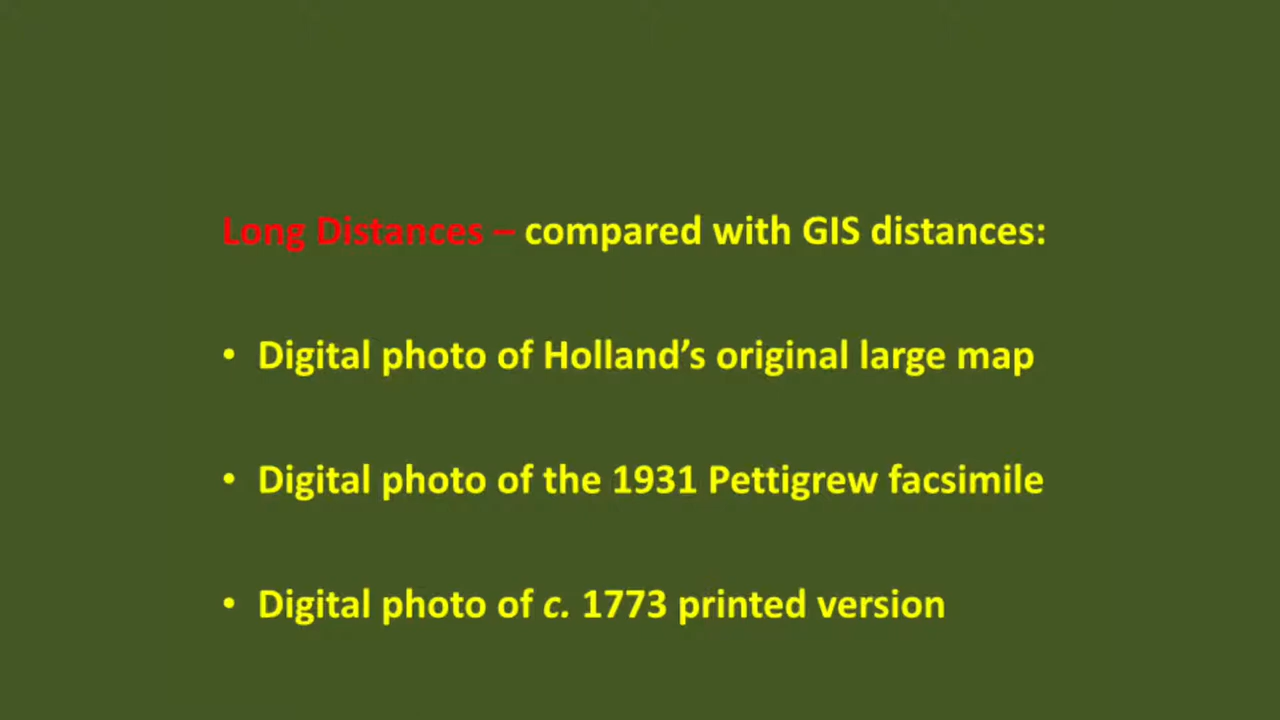 Long Distances – compared with GIS distances:
• Digital photo of Holland’s original large map
• Digital photo of the 1931 Pettigrew facsimile
• Digital photo of c. 1773 printed version